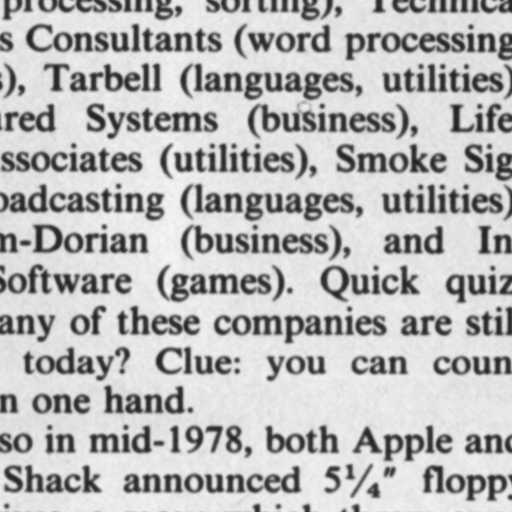 processing, sorting), Technica
s Consultants (word processing
s), Tarbell (languages, utilities)
ured Systems (business), Life
ssociates (utilities), Smoke Sig
oadcasting (languages, utilities)
m-Dorian (business), and In
Software (games). Quick quiz
any of these companies are stil
today? Clue: you can coun
n one hand.
so in mid-1978, both Apple and
Shack announced 5¼″ floppy